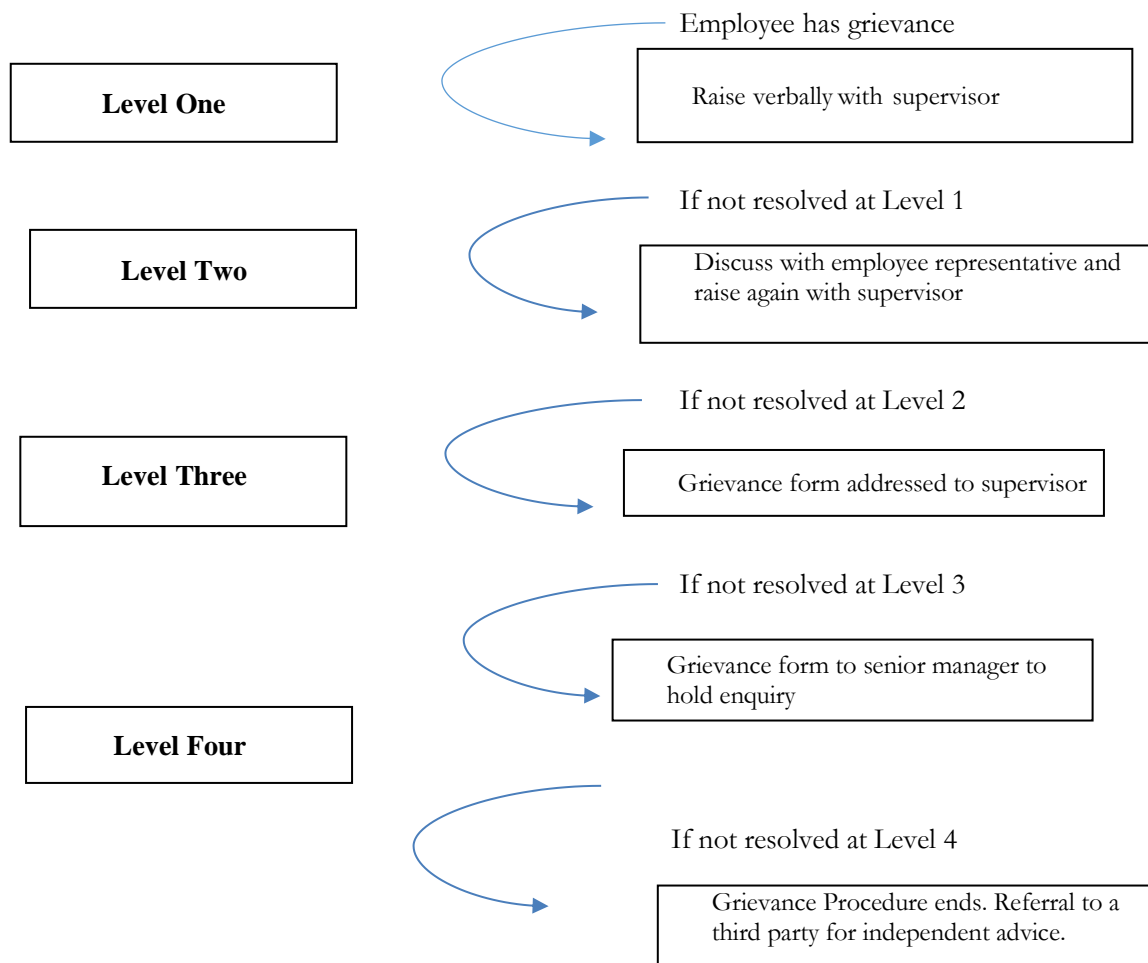 Employee has grievance
Level One
Raise verbally with supervisor
If not resolved at Level 1
Level Two
Discuss with employee representative and
raise again with supervisor
If not resolved at Level 2
Level Three
Grievance form addressed to supervisor
If not resolved at Level 3
Grievance form to senior manager to
hold enquiry
Level Four
If not resolved at Level 4
Grievance Procedure ends. Referral to a
third party for independent advice.